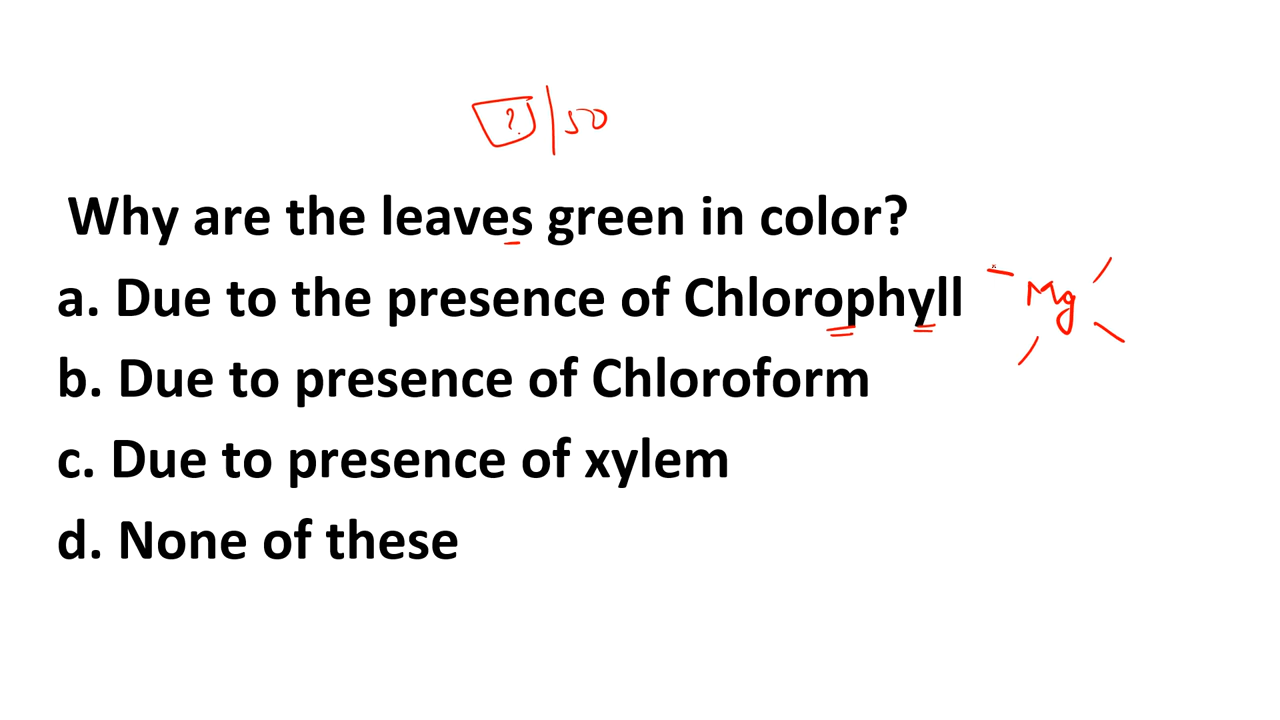 ? | 50
Why are the leaves green in color?
a. Due to the presence of Chlorophyll
Mg
b. Due to presence of Chloroform
c. Due to presence of xylem
d. None of these